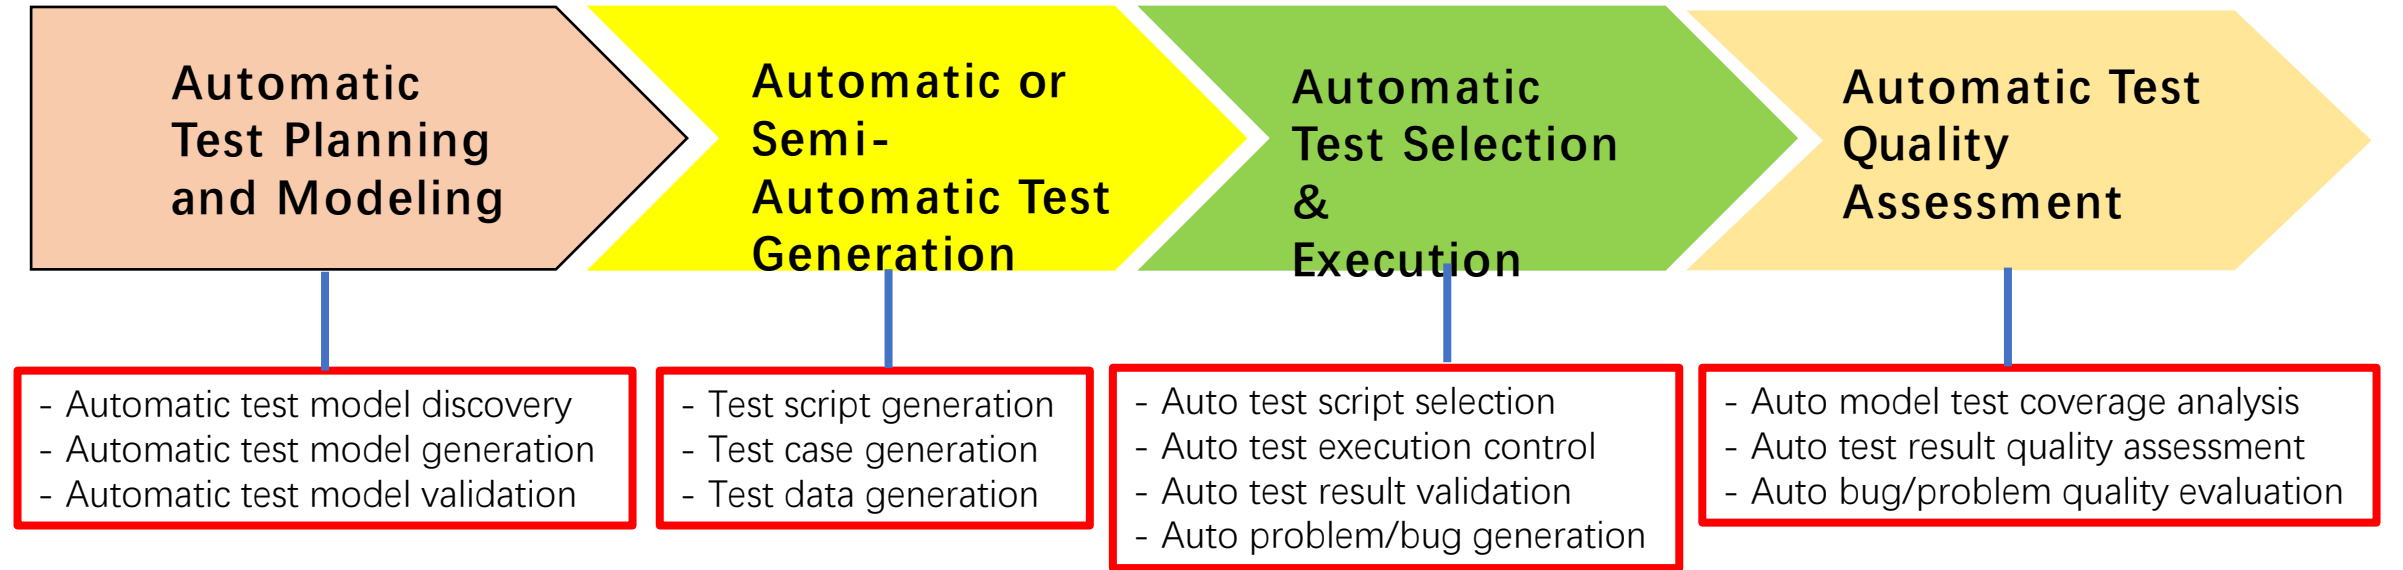 Automatic
Test Planning
and Modeling
Automatic or
Semi-
Automatic Test
Generation
Automatic
Test Selection
&
Execution
Automatic Test
Quality
Assessment
- Automatic test model discovery
- Automatic test model generation
- Automatic test model validation
- Test script generation
- Test case generation
- Test data generation
- Auto test script selection
- Auto test execution control
- Auto test result validation
- Auto problem/bug generation
- Auto model test coverage analysis
- Auto test result quality assessment
- Auto bug/problem quality evaluation